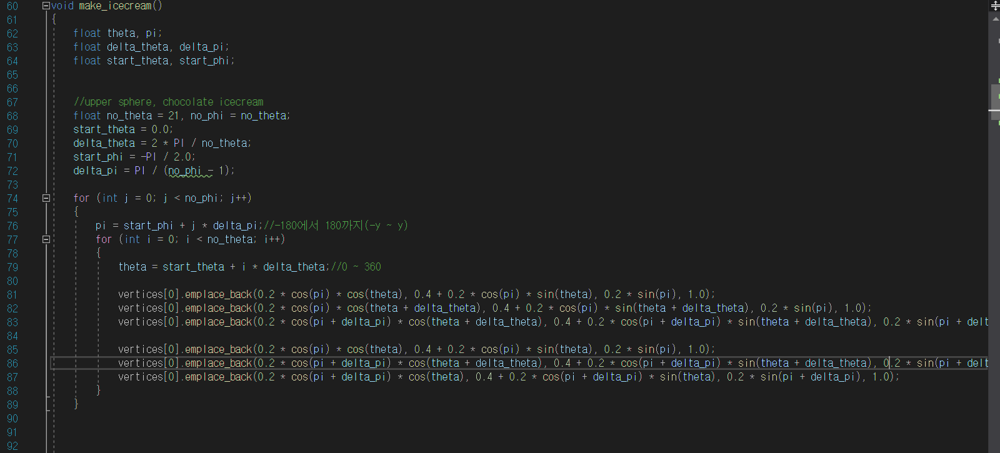 60 void make_icecream()
61 {
62 float theta, pi;
63 float delta_theta, delta_pi;
64 float start_theta, start_phi;
65
66
67 //upper sphere, chocolate icecream
68 float no_theta = 21, no_phi = no_theta;
69 start_theta = 0.0;
70 delta_theta = 2 * PI / no_theta;
71 start_phi = -PI / 2.0;
72 delta_pi = PI / (no_phi - 1);
73
74 for (int j = 0; j < no_phi; j++)
75 {
76 pi = start_phi + j * delta_pi;//-180에서 180까지(-y ~ y)
77 for (int i = 0; i < no_theta; i++)
78 {
79 theta = start_theta + i * delta_theta;//0 ~ 360
80
81 vertices[0].emplace_back(0.2 * cos(pi) * cos(theta), 0.4 + 0.2 * cos(pi) * sin(theta), 0.2 * sin(pi), 1.0);
82 vertices[0].emplace_back(0.2 * cos(pi) * cos(theta + delta_theta), 0.4 + 0.2 * cos(pi) * sin(theta + delta_theta), 0.2 * sin(pi), 1.0);
83 vertices[0].emplace_back(0.2 * cos(pi + delta_pi) * cos(theta + delta_theta), 0.4 + 0.2 * cos(pi + delta_pi) * sin(theta + delta_theta), 0.2 * sin(pi + delt
84
85 vertices[0].emplace_back(0.2 * cos(pi) * cos(theta), 0.4 + 0.2 * cos(pi) * sin(theta), 0.2 * sin(pi), 1.0);
86 vertices[0].emplace_back(0.2 * cos(pi + delta_pi) * cos(theta + delta_theta), 0.4 + 0.2 * cos(pi + delta_pi) * sin(theta + delta_theta), 0.2 * sin(pi + delt
87 vertices[0].emplace_back(0.2 * cos(pi + delta_pi) * cos(theta), 0.4 + 0.2 * cos(pi + delta_pi) * sin(theta), 0.2 * sin(pi + delta_pi), 1.0);
88 }
89 }
90
91
92